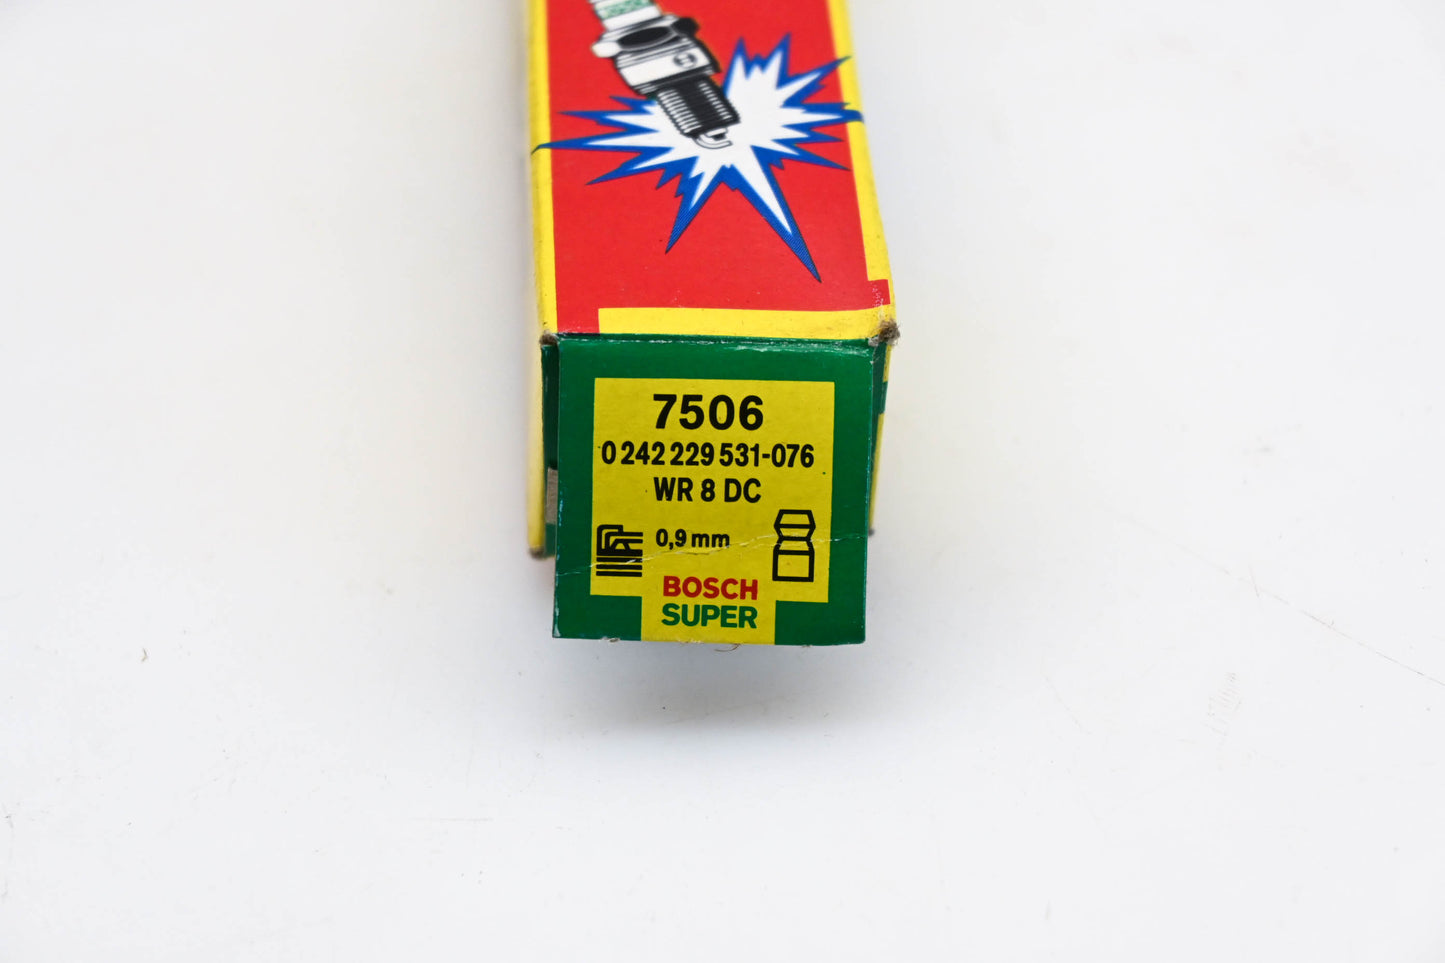 7506
0 242 229 531-076
WR 8 DC
0,9 mm
BOSCH
SUPER